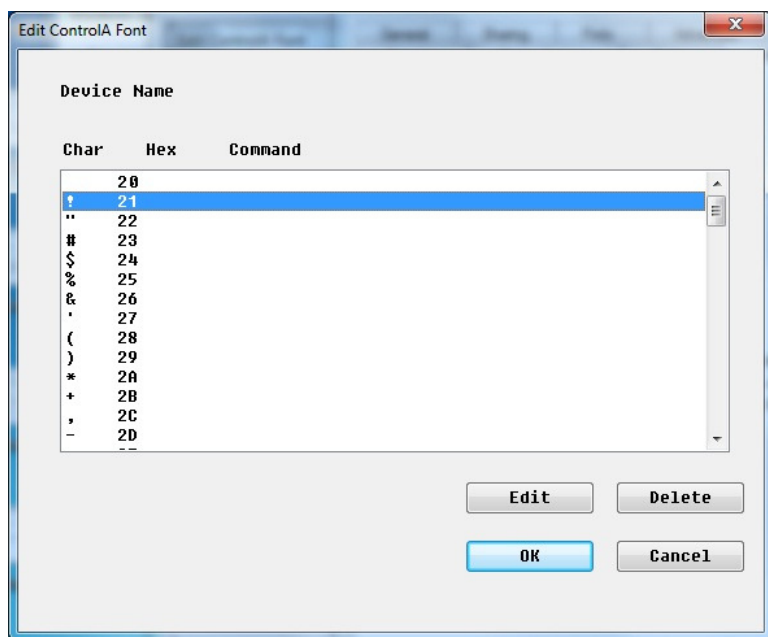 Edit ControlA Font
Device Name
Char Hex Command
20
! 21
" 22
# 23
$ 24
% 25
& 26
' 27
( 28
) 29
* 2A
+ 2B
, 2C
- 2D
Edit Delete
OK Cancel